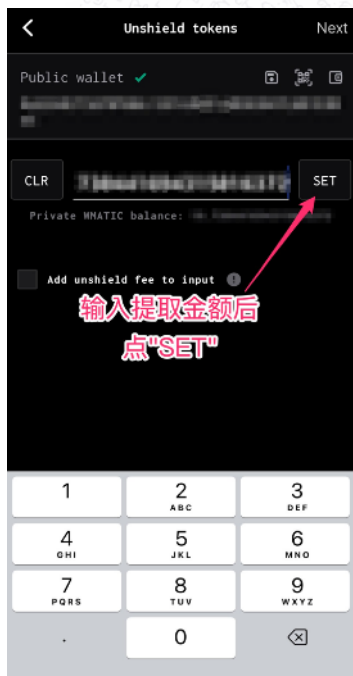 Unshield tokens Next
Public wallet
CLR SET
Private WMATIC balance:
Add unshield fee to input
输入提取金额后
点"SET"
1 2 3
ABC DEF
4 5 6
GHI JKL MNO
7 8 9
PQRS TUV WXYZ
. 0